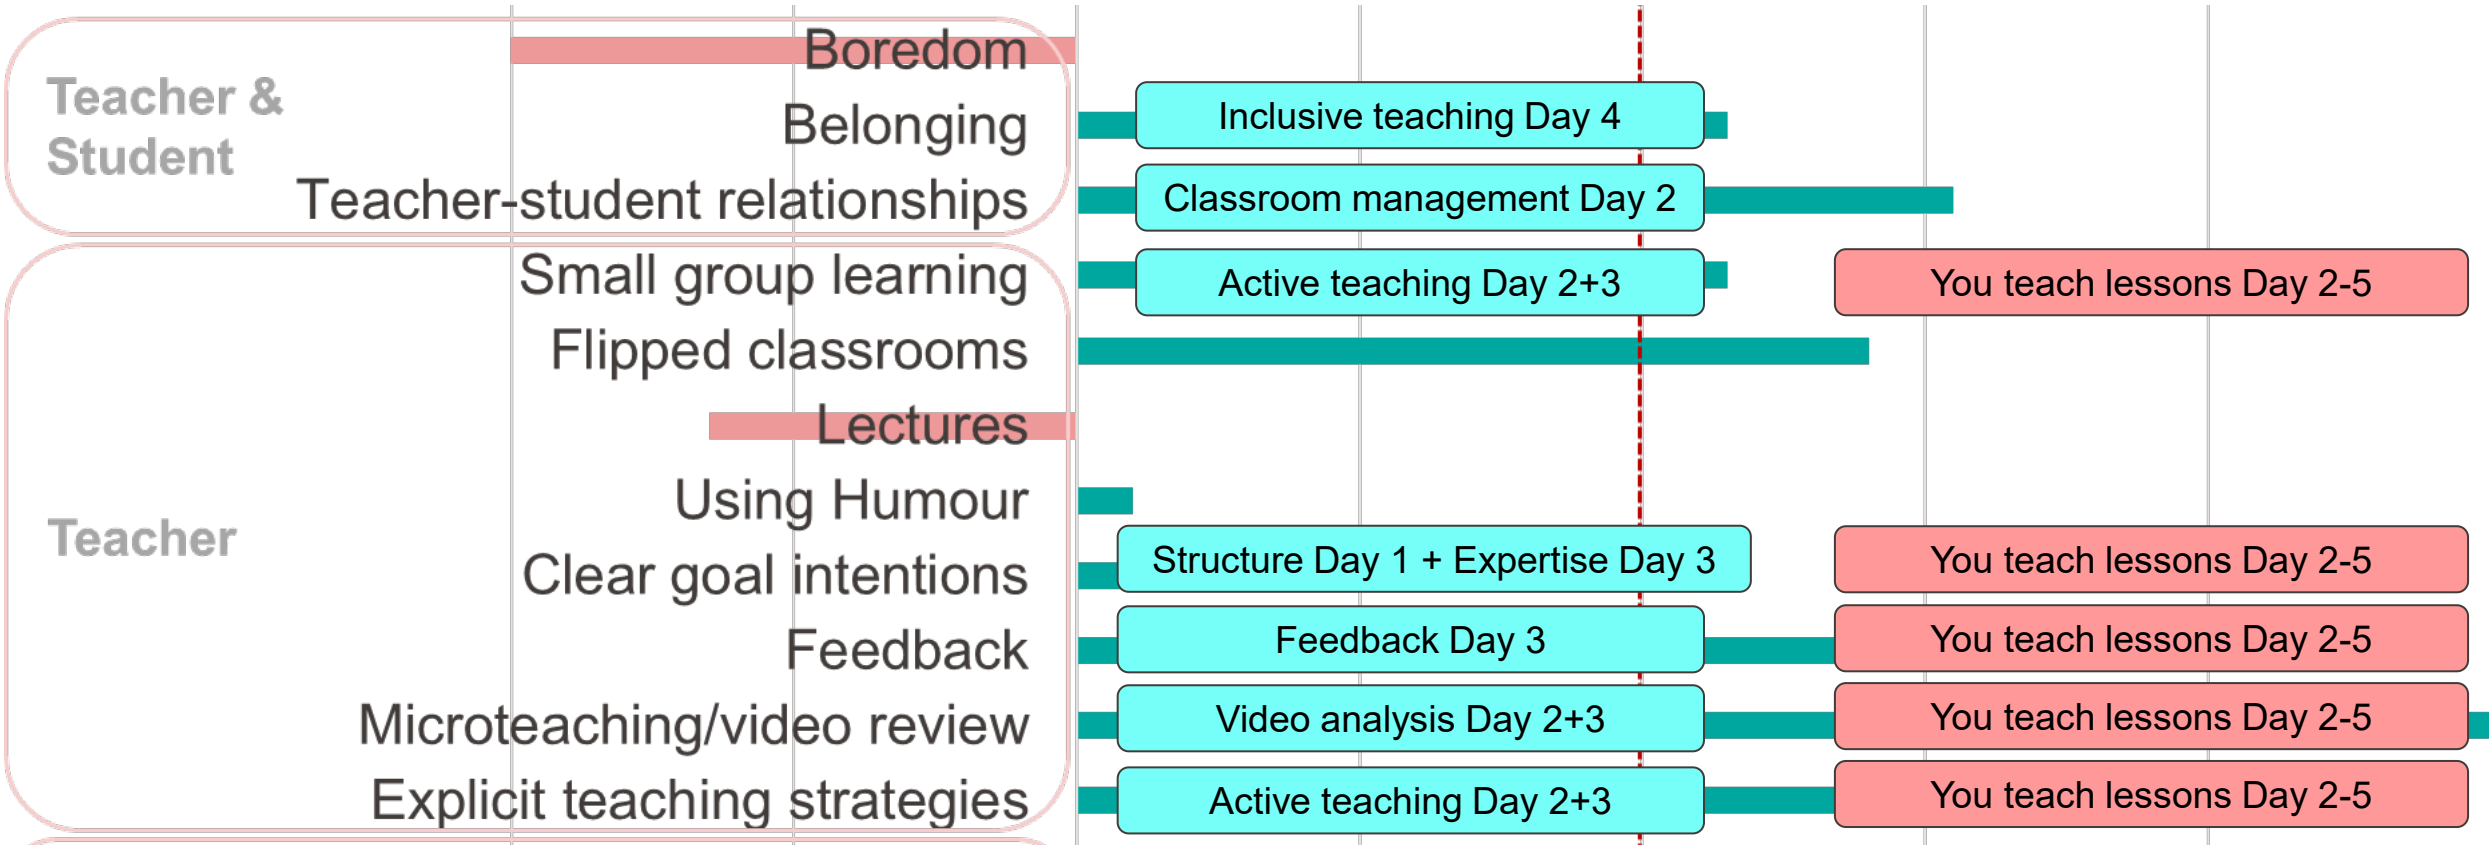 Teacher &
Student
Boredom
Belonging
Inclusive teaching Day 4
Teacher-student relationships
Classroom management Day 2
Teacher
Small group learning
Active teaching Day 2+3
You teach lessons Day 2-5
Flipped classrooms
Lectures
Using Humour
Clear goal intentions
Structure Day 1 + Expertise Day 3
You teach lessons Day 2-5
Feedback
Feedback Day 3
You teach lessons Day 2-5
Microteaching/video review
Video analysis Day 2+3
You teach lessons Day 2-5
Explicit teaching strategies
Active teaching Day 2+3
You teach lessons Day 2-5